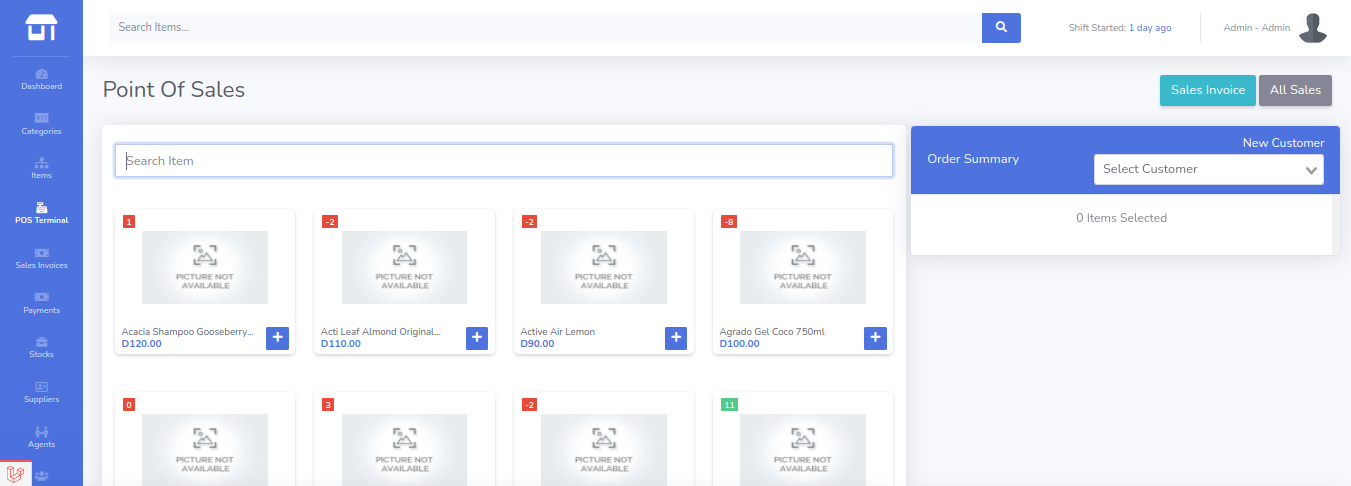 Search Items...
Shift Started: 1 day ago
Admin - Admin
Dashboard
Categories
Items
POS Terminal
Sales Invoices
Payments
Stocks
Suppliers
Agents
Point Of Sales
Sales Invoice
All Sales
Search Item
1
PICTURE NOT
AVAILABLE
Acacia Shampoo Gooseberry...
D120.00
-2
PICTURE NOT
AVAILABLE
Acti Leaf Almond Original...
D110.00
-2
PICTURE NOT
AVAILABLE
Active Air Lemon
D90.00
-8
PICTURE NOT
AVAILABLE
Agrado Gel Coco 750ml
D100.00
0
PICTURE NOT
AVAILABLE
3
PICTURE NOT
AVAILABLE
-2
PICTURE NOT
AVAILABLE
11
PICTURE NOT
AVAILABLE
Order Summary
New Customer
Select Customer
0 Items Selected